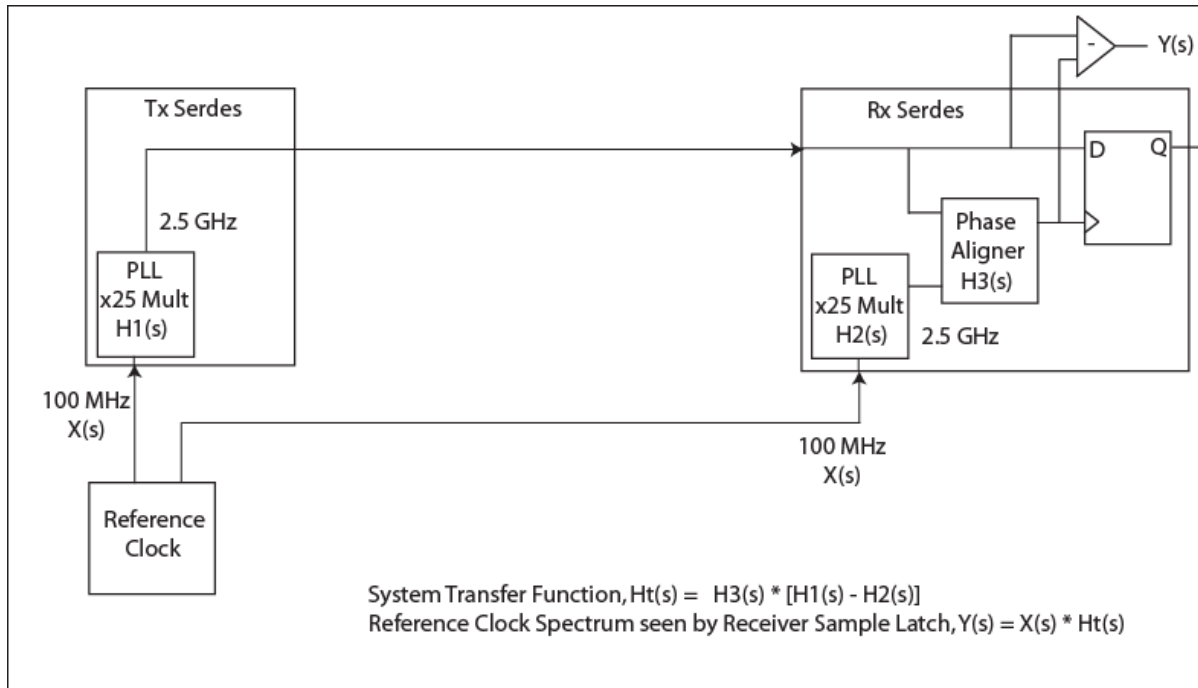 Y(s)
-
Tx Serdes
Rx Serdes
D
Q
2.5 GHz
Phase
Aligner
H3(s)
PLL
x25 Mult
H1(s)
PLL
x25 Mult
H2(s)
2.5 GHz
100 MHz
X(s)
100 MHz
X(s)
Reference
Clock
System Transfer Function, Ht(s) = H3(s) * [H1(s) - H2(s)]
Reference Clock Spectrum seen by Receiver Sample Latch, Y(s) = X(s) * Ht(s)